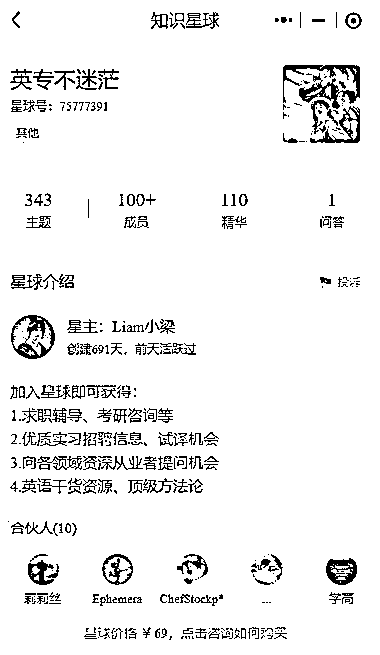 知识星球
英专不迷茫
星球号：75777391
其他
343 100+ 110 1
主题 成员 精华 问答
星球介绍 投诉
星主：Liam小梁
创建691天，前天活跃过
加入星球即可获得：
1.求职辅导、考研咨询等
2.优质实习招聘信息、试译机会
3.向各领域资深从业者提问机会
4.英语干货资源、顶级方法论
合伙人(10)
莉莉丝 Ephemera ChefStockp* ... 学高
星球价格 ¥ 69，点击咨询如何购买